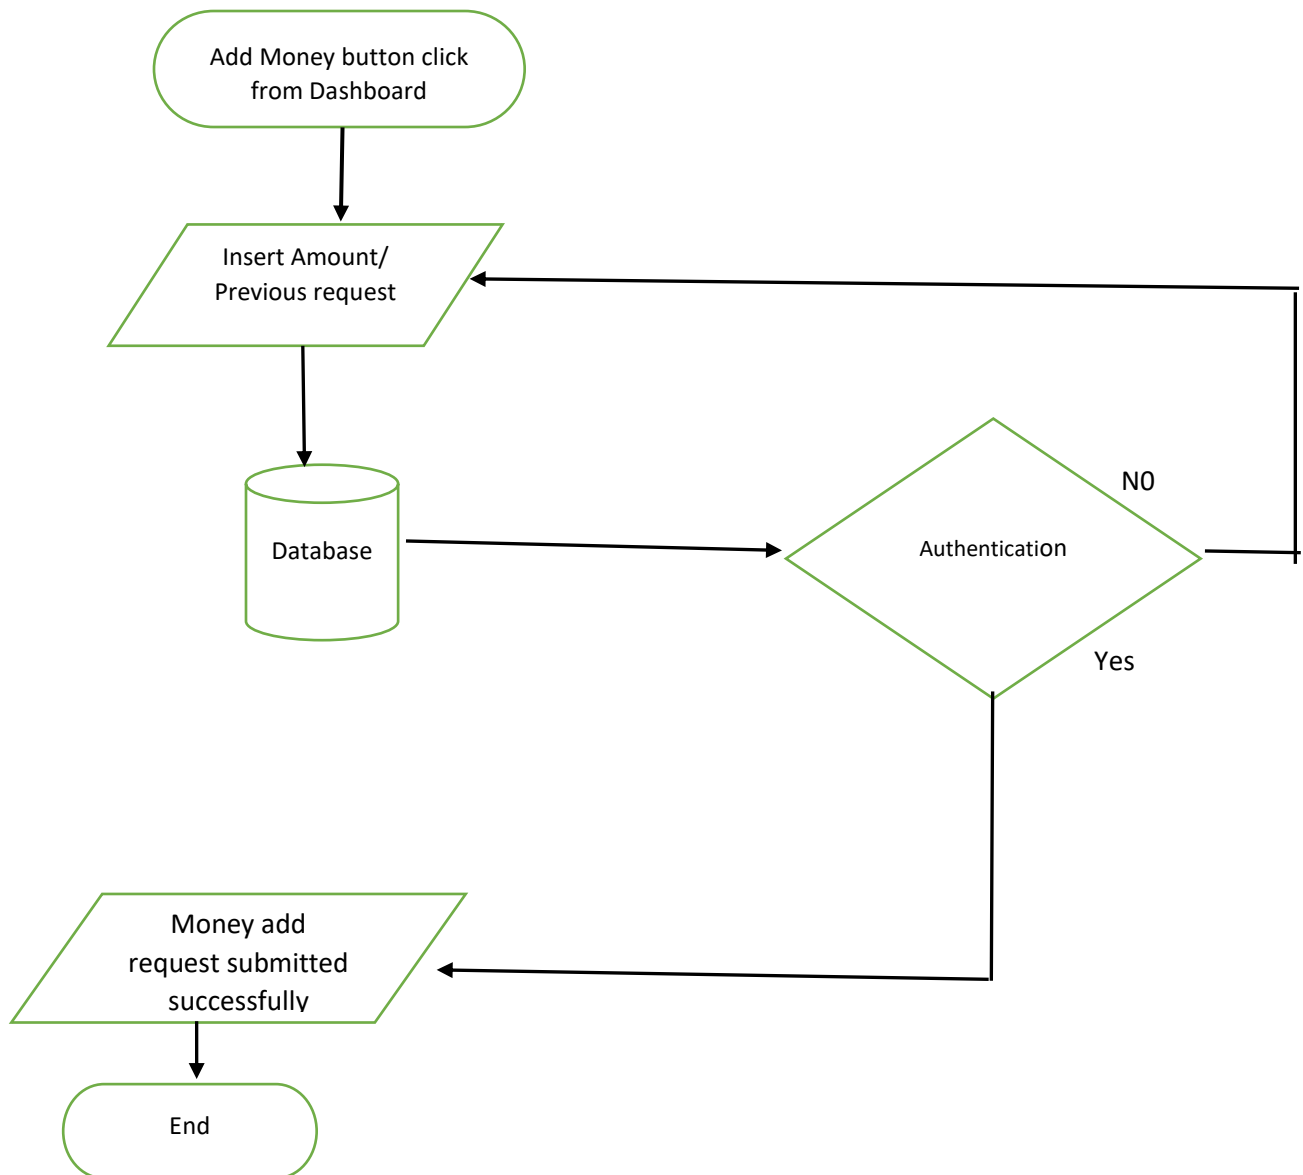 Add Money button click
from Dashboard
Insert Amount/
Previous request
Database
Authentication
N0
Yes
Money add
request submitted
successfully
End